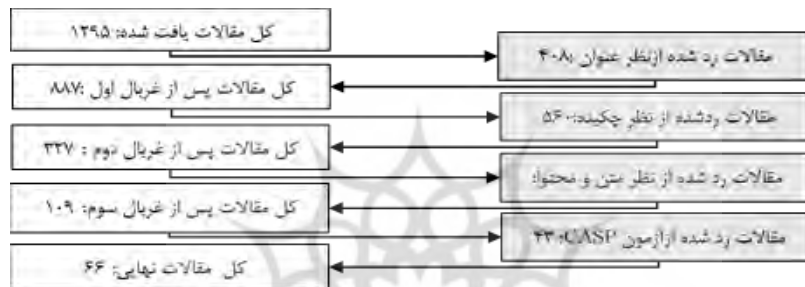 کل مقالات یافت شده: ۱۲۹۵
مقالات رد شده ازنظر عنوان :۴۰۸
کل مقالات پس از غربال اول :۸۸۷
مقالات ردشده از نظر چکیده:۵۶۰
کل مقالات پس از غربال دوم : ۳۲۷
مقالات رد شده از نظر متن و محتوا:
کل مقالات پس از غربال سوم: ۱۰۹
مقالات رد شده ازآزمون CASP: ۴۳
کل مقالات نهایی: ۶۶